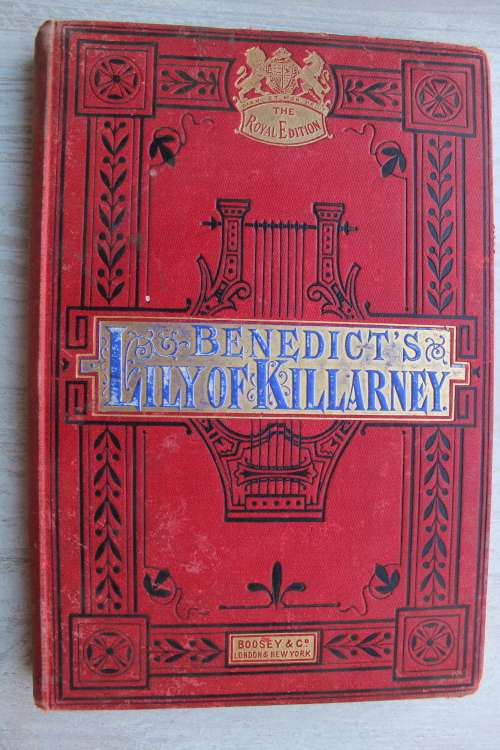 THE
ROYAL EDITION
BENEDICT'S
LILY OF KILLARNEY.
BOOSEY & Co
LONDON & NEW YORK